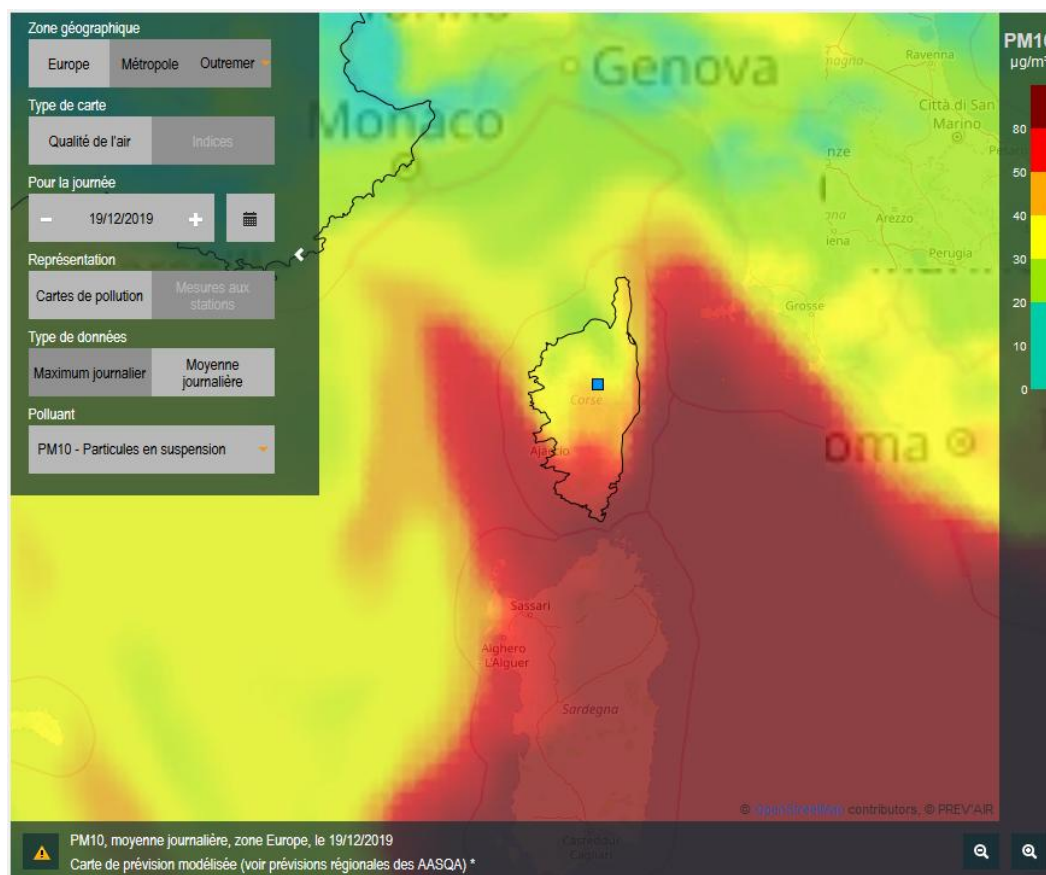 Zone géographique
Europe Métropole Outremer
Type de carte
Qualité de l'air Indices
Pour la journée
− 19/12/2019 +
Représentation
Cartes de pollution Mesures aux
stations
Type de données
Maximum journalier Moyenne
journalière
Polluant
PM10 - Particules en suspension
Genova
Monaco
Ravenna
Città di San
Marino
Arezzo
Perugia
Corse
Ajaccio
oma
Sassari
Alghero
L'Alguer
Sardegna
PM10
µg/m³
80
50
40
30
20
10
0
© OpenStreetMap contributors, © PREV'AIR
PM10, moyenne journalière, zone Europe, le 19/12/2019
Carte de prévision modélisée (voir prévisions régionales des AASQA) *